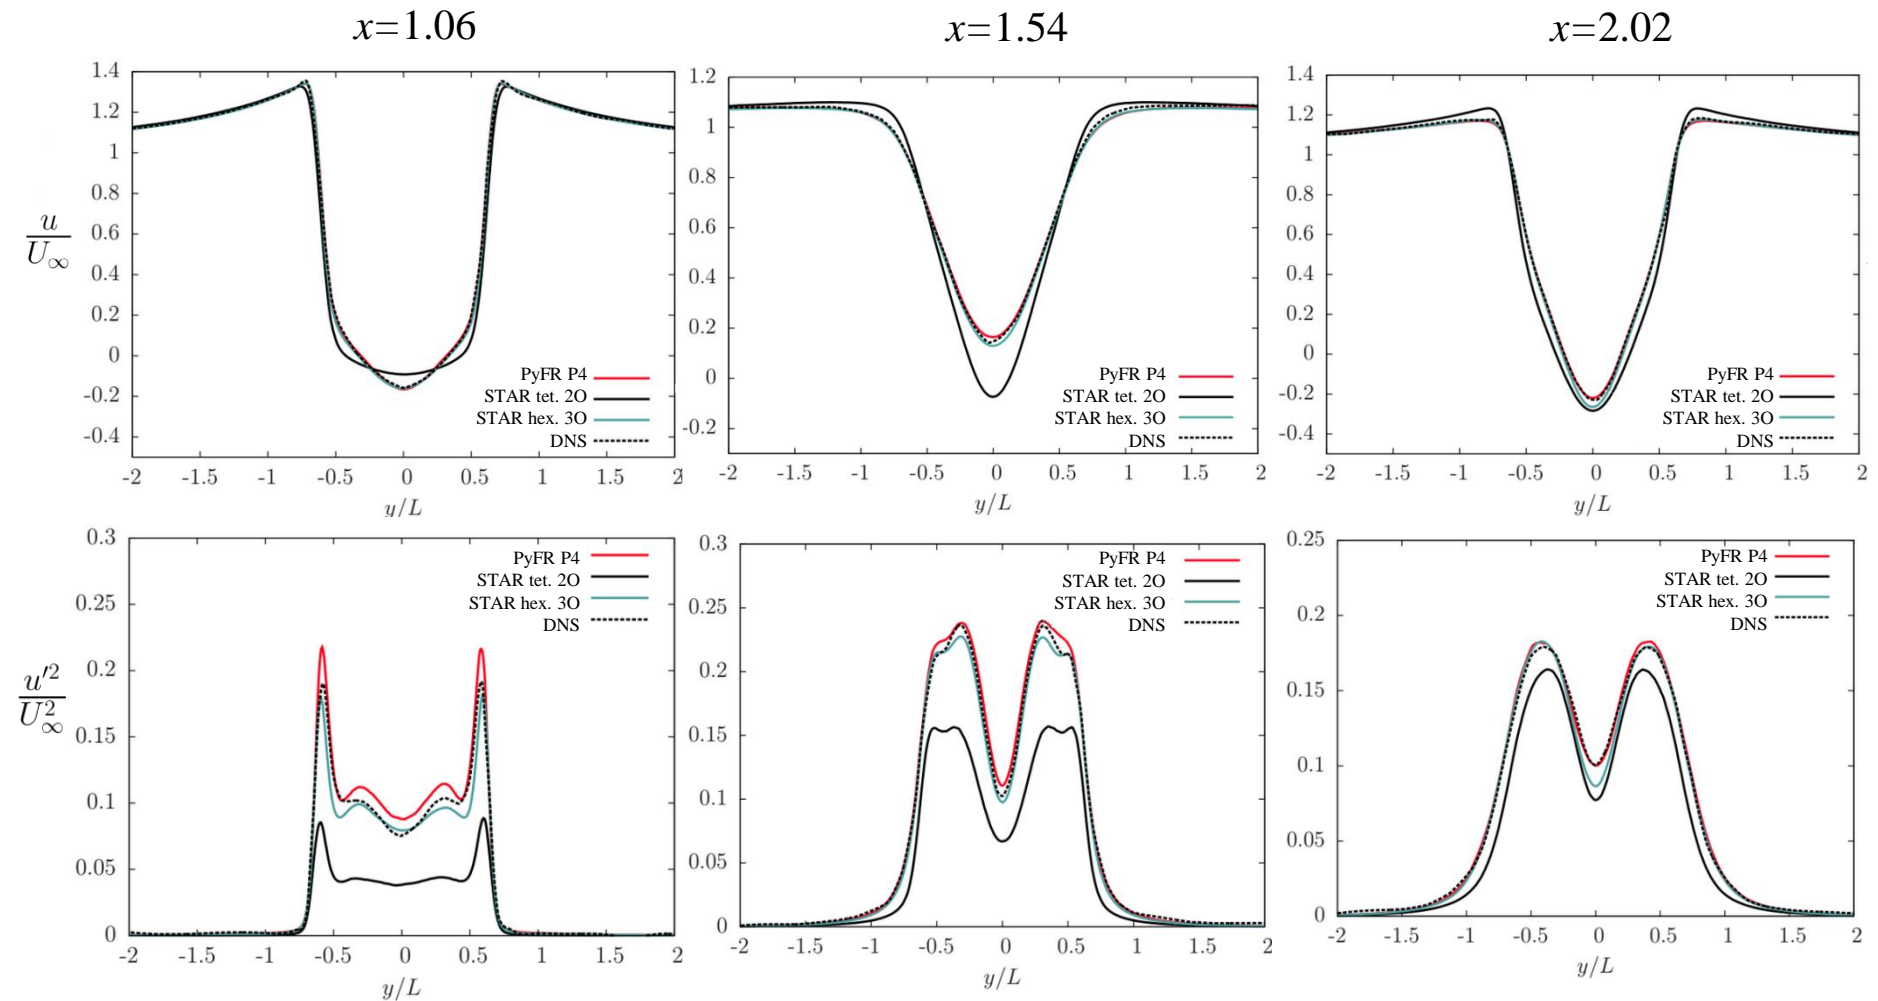 x=1.06
x=1.54
x=2.02
u
U∞
1.4
1.2
1
0.8
0.6
0.4
0.2
0
-0.2
-0.4
PyFR P4
STAR tet. 2O
STAR hex. 3O
DNS
-2 -1.5 -1 -0.5 0 0.5 1 1.5 2
y/L
1.2
1
0.8
0.6
0.4
0.2
0
-0.2
PyFR P4
STAR tet. 2O
STAR hex. 3O
DNS
-2 -1.5 -1 -0.5 0 0.5 1 1.5 2
y/L
1.4
1.2
1
0.8
0.6
0.4
0.2
0
-0.2
-0.4
PyFR P4
STAR tet. 2O
STAR hex. 3O
DNS
-2 -1.5 -1 -0.5 0 0.5 1 1.5 2
y/L
u′2
U2∞
0.3
0.25
0.2
0.15
0.1
0.05
0
PyFR P4
STAR tet. 2O
STAR hex. 3O
DNS
-2 -1.5 -1 -0.5 0 0.5 1 1.5 2
y/L
0.3
0.25
0.2
0.15
0.1
0.05
0
PyFR P4
STAR tet. 2O
STAR hex. 3O
DNS
-2 -1.5 -1 -0.5 0 0.5 1 1.5 2
y/L
0.25
0.2
0.15
0.1
0.05
0
PyFR P4
STAR tet. 2O
STAR hex. 3O
DNS
-2 -1.5 -1 -0.5 0 0.5 1 1.5 2
y/L